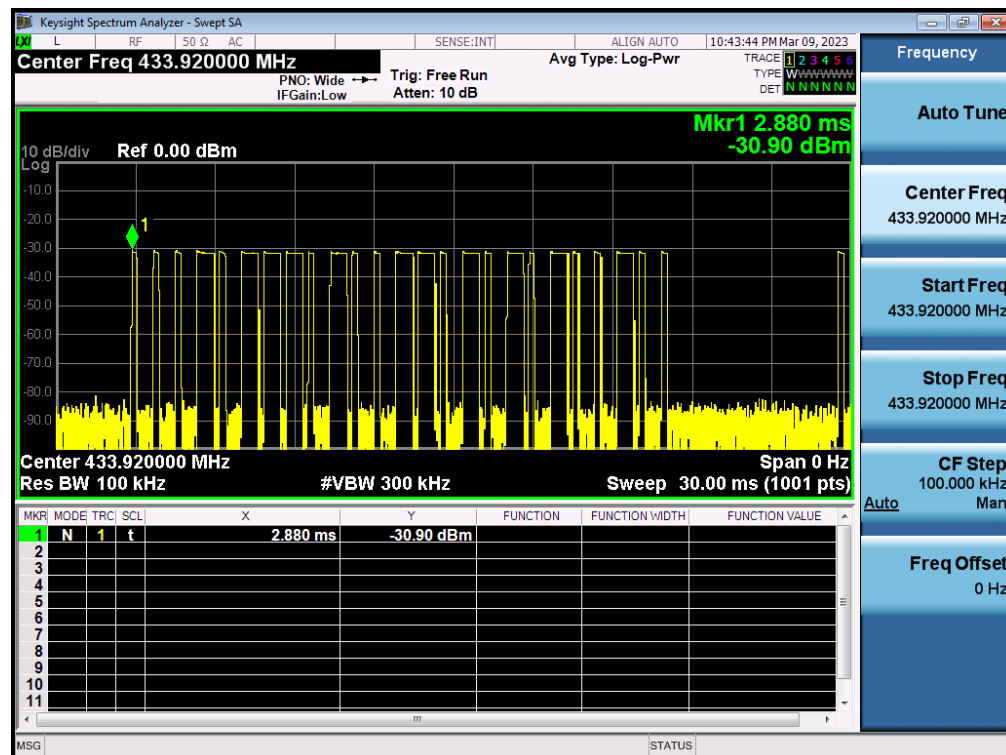 Keysight Spectrum Analyzer - Swept SA
LXI L RF 50 Ω AC SENSE:INT ALIGN AUTO 10:43:44 PM Mar 09, 2023
Center Freq 433.920000 MHz
PNO: Wide
IFGain:Low
Trig: Free Run
Atten: 10 dB
Avg Type: Log-Pwr
TRACE 1 2 3 4 5 6
TYPE WWWWWW
DET N N N N N N
Mkr1 2.880 ms
-30.90 dBm
10 dB/div Ref 0.00 dBm
Log
-10.0
-20.0
1
-30.0
-40.0
-50.0
-60.0
-70.0
-80.0
-90.0
Center 433.920000 MHz Span 0 Hz
Res BW 100 kHz #VBW 300 kHz Sweep 30.00 ms (1001 pts)
MKR MODE TRC SCL X Y FUNCTION FUNCTION WIDTH FUNCTION VALUE
1 N 1 t 2.880 ms -30.90 dBm
2
3
4
5
6
7
8
9
10
11
MSG STATUS
Frequency
Auto Tune
Center Freq
433.920000 MHz
Start Freq
433.920000 MHz
Stop Freq
433.920000 MHz
CF Step
100.000 kHz
Auto Man
Freq Offset
0 Hz